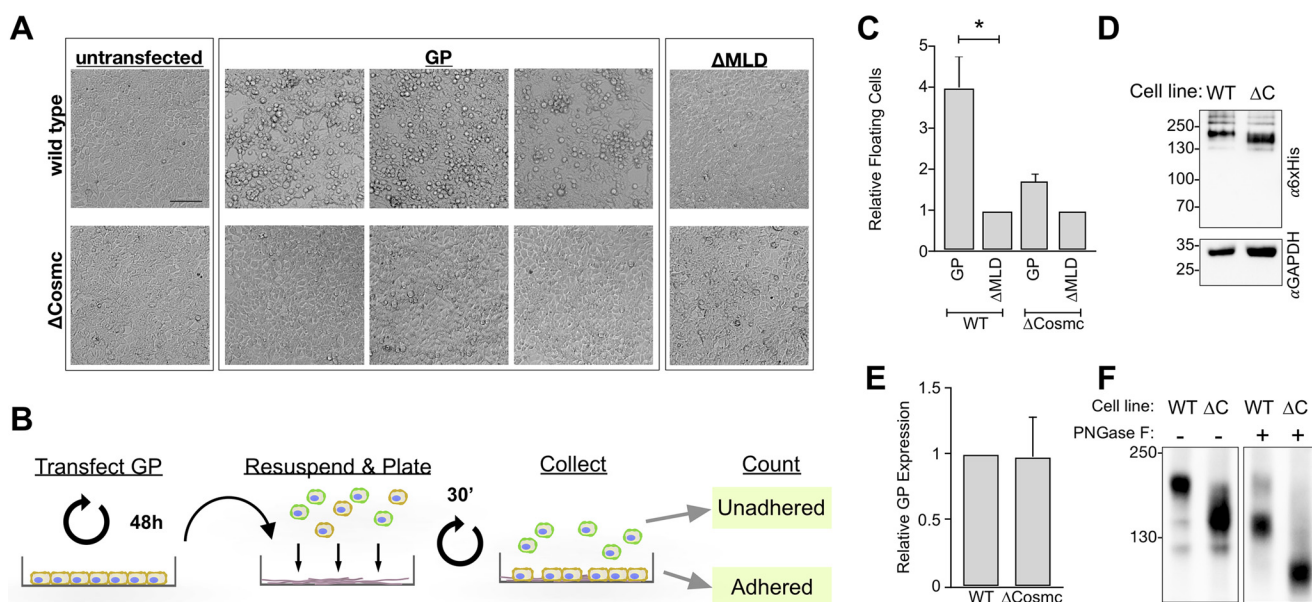 A
untransfected
GP
ΔMLD
wild type
ΔCosmc
B
Transfect GP
48h
Resuspend & Plate
30'
Collect
Count
Unadhered
Adhered
C
*
Relative Floating Cells
5
4
3
2
1
0
GP
ΔMLD
GP
ΔMLD
WT
ΔCosmc
D
Cell line: WT ΔC
250
130
100
70
α6xHis
35
25
αGAPDH
E
Relative GP Expression
1.5
1
0.5
0
WT ΔCosmc
F
Cell line: WT ΔC WT ΔC
PNGase F: - - + +
250
130